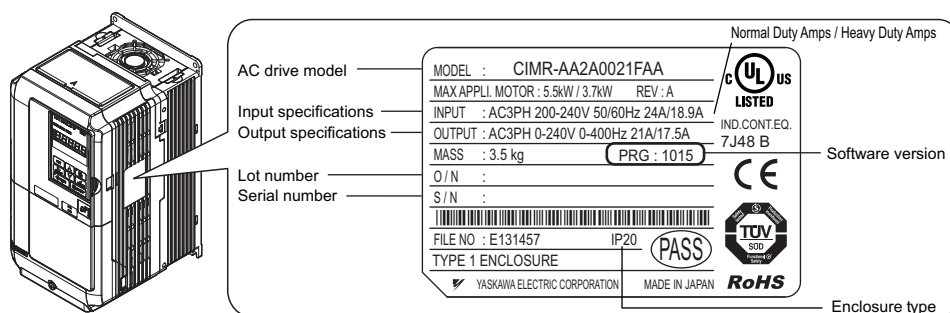 Normal Duty Amps / Heavy Duty Amps
AC drive model
Input specifications
Output specifications
Lot number
Serial number
MODEL : CIMR-AA2A0021FAA
MAX APPLI. MOTOR : 5.5kW / 3.7kW REV : A
INPUT : AC3PH 200-240V 50/60Hz 24A/18.9A
OUTPUT : AC3PH 0-240V 0-400Hz 21A/17.5A
MASS : 3.5 kg PRG : 1015
O / N :
S / N :
FILE NO : E131457 IP20
TYPE 1 ENCLOSURE
PASS
YASKAWA ELECTRIC CORPORATION MADE IN JAPAN
C UL US
LISTED
IND.CONT.EQ.
7J48 B
CE
TÜV
SUD
Functional
Safety
RoHS
Software version
Enclosure type